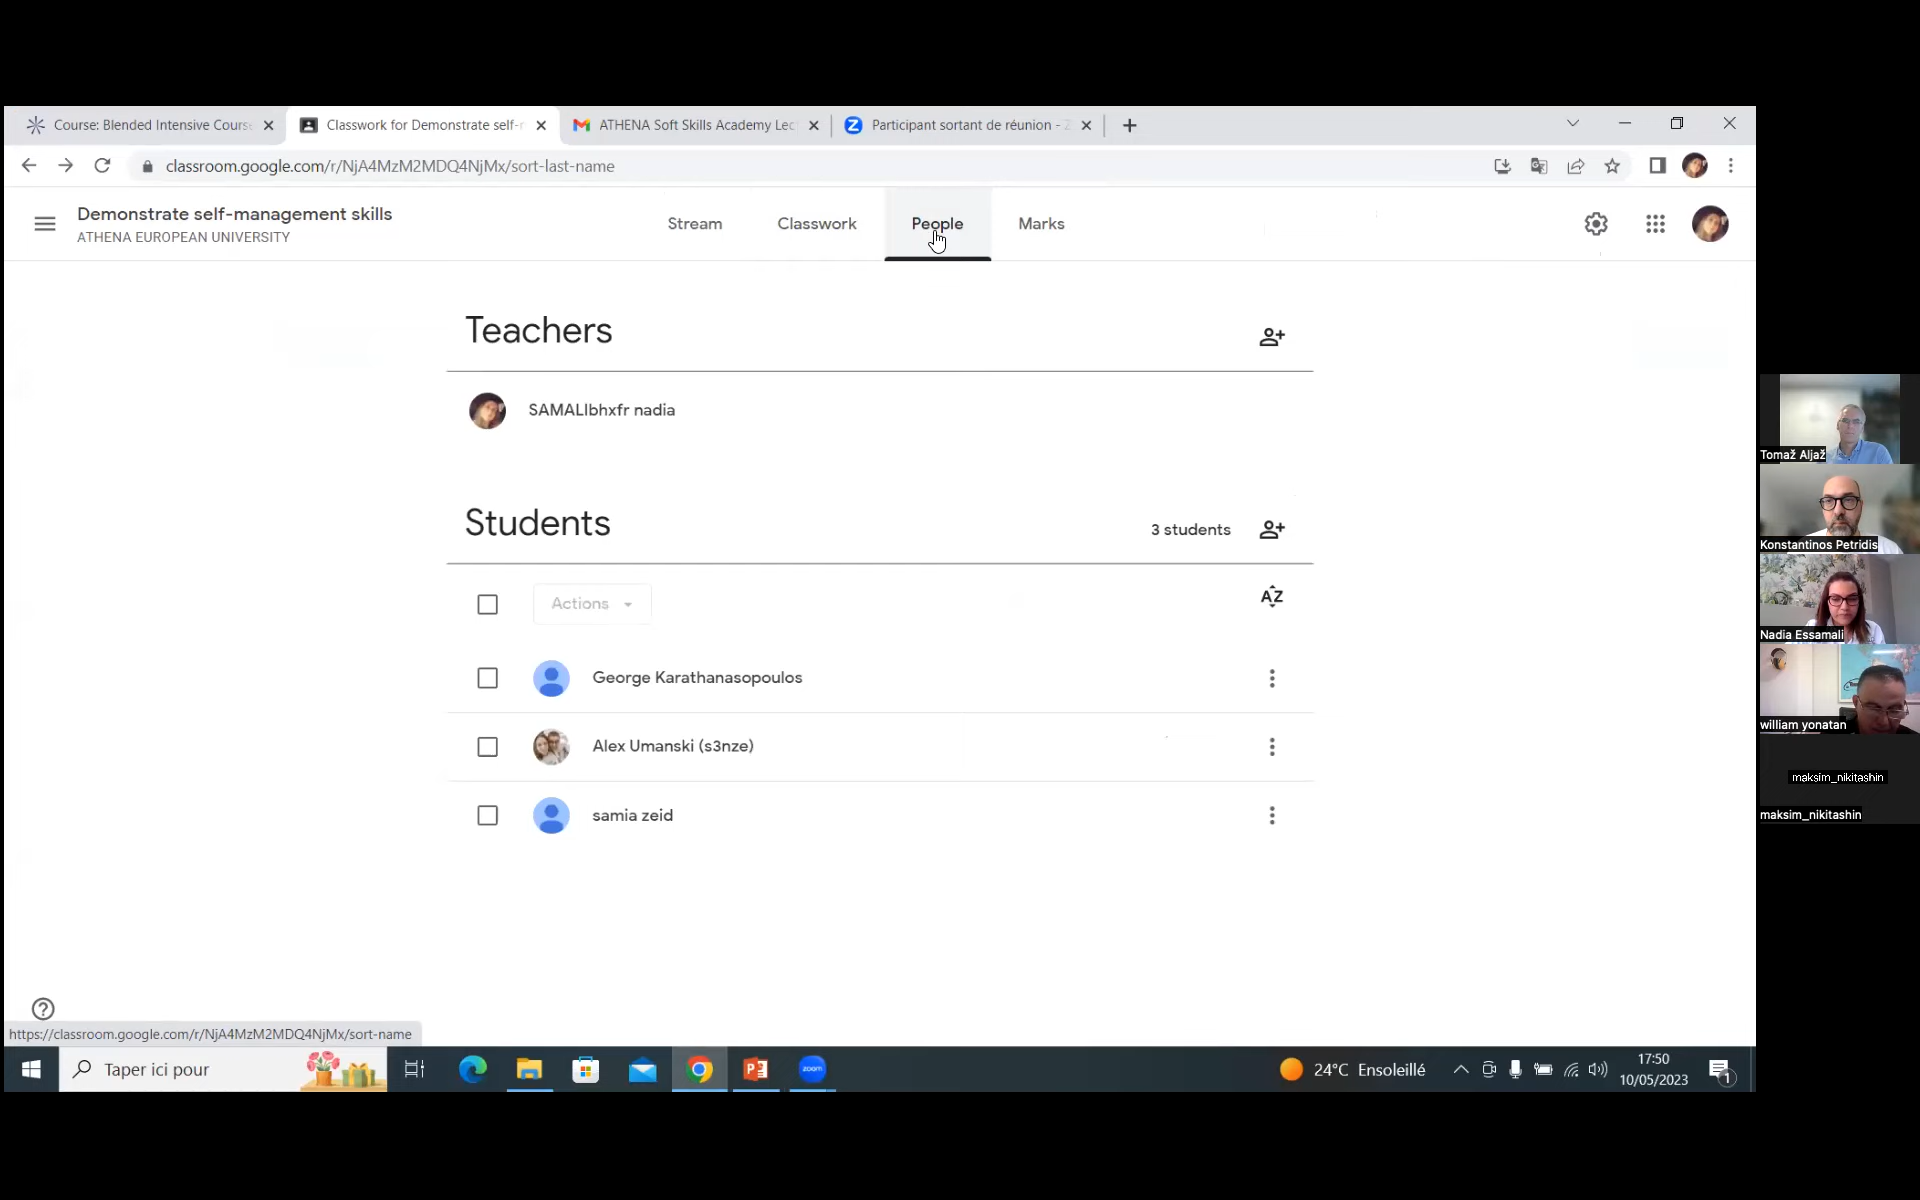 Course: Blended Intensive Course
Classwork for Demonstrate self-r
ATHENA Soft Skills Academy Lec
Participant sortant de réunion - Z
classroom.google.com/r/NjA4MzM2MDQ4NjMx/sort-last-name
Demonstrate self-management skills
ATHENA EUROPEAN UNIVERSITY
Stream
Classwork
People
Marks
Teachers
SAMALIbhxfr nadia
Students
3 students
Actions
AZ
George Karathanasopoulos
Alex Umanski (s3nze)
samia zeid
https://classroom.google.com/r/NjA4MzM2MDQ4NjMx/sort-name
Taper ici pour
zoom
24°C Ensoleillé
17:50
10/05/2023
1
Tomaž Aljaž
Konstantinos Petridis
Nadia Essamali
william yonatan
maksim_nikitashin
maksim_nikitashin